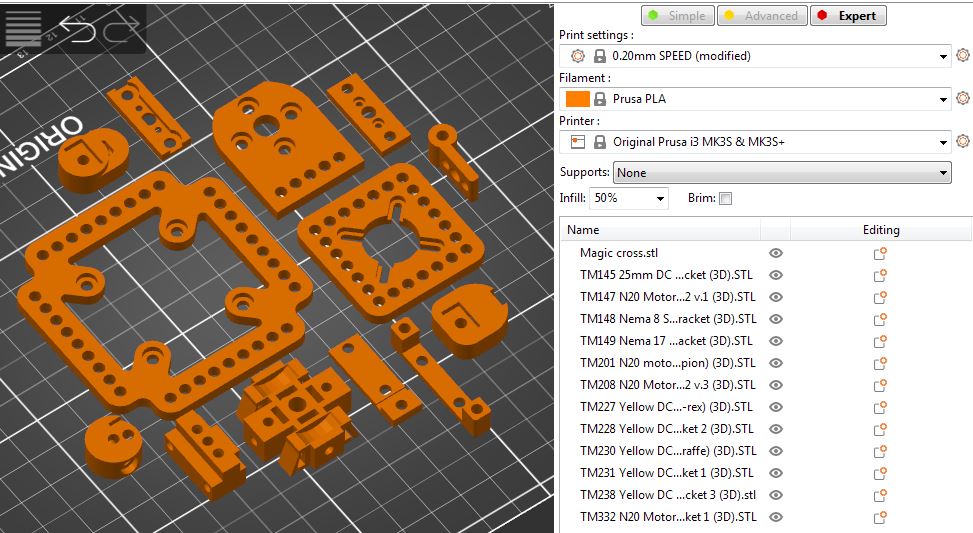 Simple
Advanced
Expert
Print settings :
0.20mm SPEED (modified)
Filament :
Prusa PLA
Printer :
Original Prusa i3 MK3S & MK3S+
Supports: None
Infill: 50%
Brim:
Name
Editing
Magic cross.stl
TM145 25mm DC ...cket (3D).STL
TM147 N20 Motor...2 v.1 (3D).STL
TM148 Nema 8 S...racket (3D).STL
TM149 Nema 17 ...acket (3D).STL
TM201 N20 moto...pion) (3D).STL
TM208 N20 Motor...2 v.3 (3D).STL
TM227 Yellow DC...-rex) (3D).STL
TM228 Yellow DC...ket 2 (3D).STL
TM230 Yellow DC...raffe) (3D).STL
TM231 Yellow DC...ket 1 (3D).STL
TM238 Yellow DC ...cket 3 (3D).stl
TM332 N20 Motor...ket 1 (3D).STL
ORIGIN
12
13